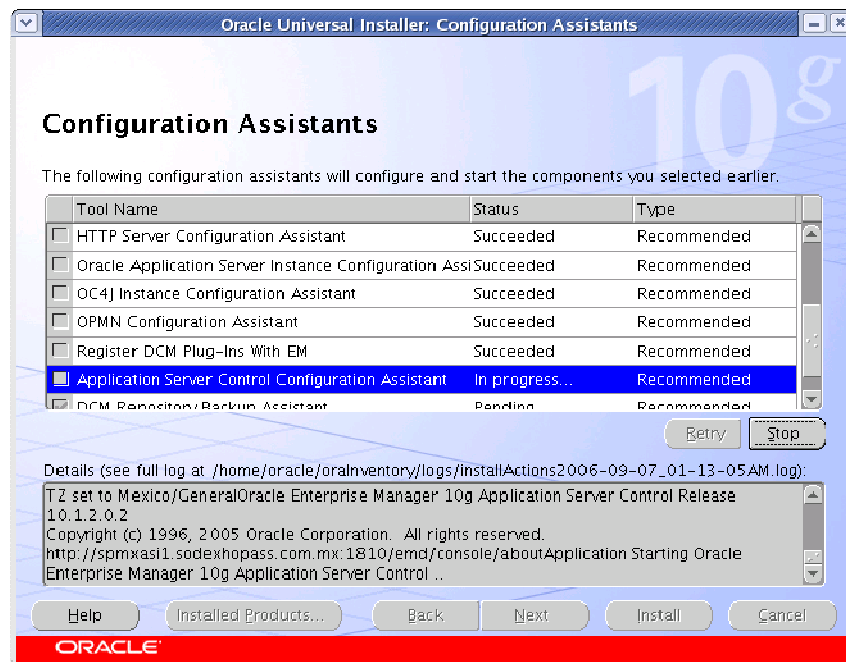 Oracle Universal Installer: Configuration Assistants
10g
Configuration Assistants
The following configuration assistants will configure and start the components you selected earlier.
Tool Name Status Type
HTTP Server Configuration Assistant Succeeded Recommended
Oracle Application Server Instance Configuration Assi Succeeded Recommended
OC4J Instance Configuration Assistant Succeeded Recommended
OPMN Configuration Assistant Succeeded Recommended
Register DCM Plug-Ins With EM Succeeded Recommended
Application Server Control Configuration Assistant In progress... Recommended
DCM Repository Backup Assistant Pending Recommended
Retry Stop
Details (see full log at /home/oracle/oraInventory/logs/installActions2006-09-07_01-13-05AM.log):
TZ set to Mexico/GeneralOracle Enterprise Manager 10g Application Server Control Release
10.1.2.0.2
Copyright (c) 1996, 2005 Oracle Corporation. All rights reserved.
http://spmxasi1.sodexhopass.com.mx:1810/emd/console/aboutApplication Starting Oracle
Enterprise Manager 10g Application Server Control ..
Help Installed Products... Back Next Install Cancel
ORACLE